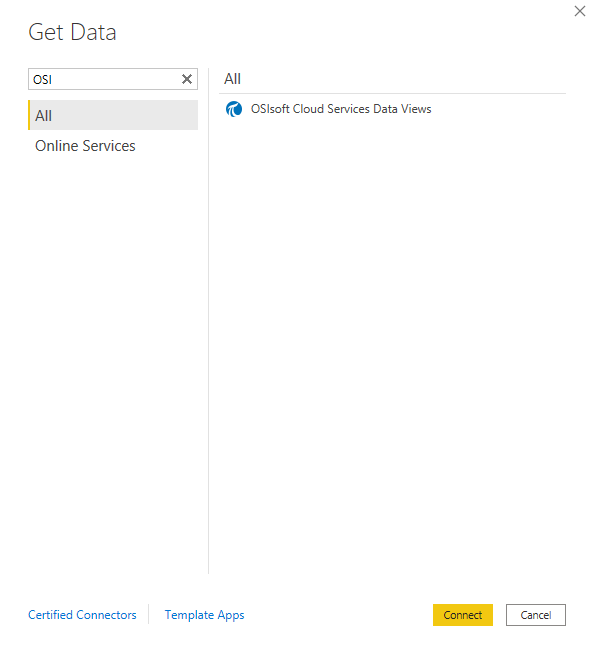 Get Data
OSI
All
Online Services
All
OSIsoft Cloud Services Data Views
Certified Connectors
Template Apps
Connect
Cancel